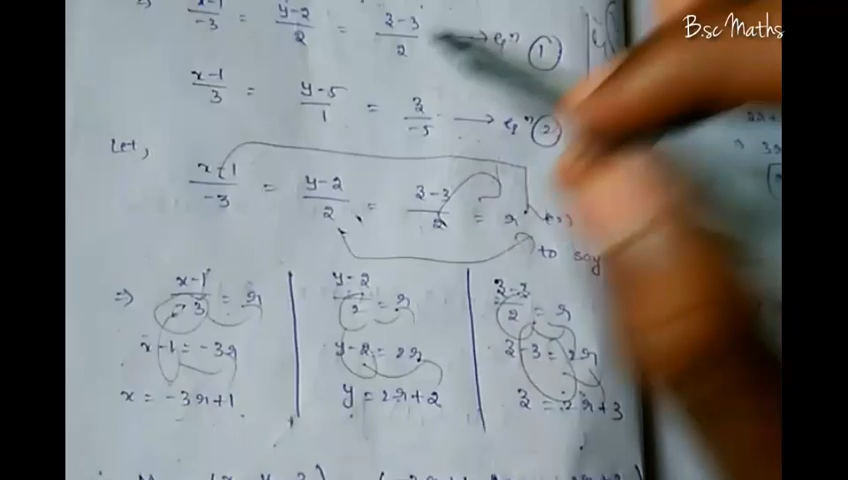 B.sc Maths
x-1/-3 = y-2/2 = z-3/2 → eqn ①
x-1/3 = y-5/1 = z/-5 → eqn ②
Let,
x-1/-3 = y-2/2 = z-3/2 = r
to say
⇒ x-1/-3 = r | y-2/2 = r | z-3/2 = r
x-1 = -3r | y-2 = 2r | z-3 = 2r
x = -3r+1 | y = 2r+2 | z = 2r+3